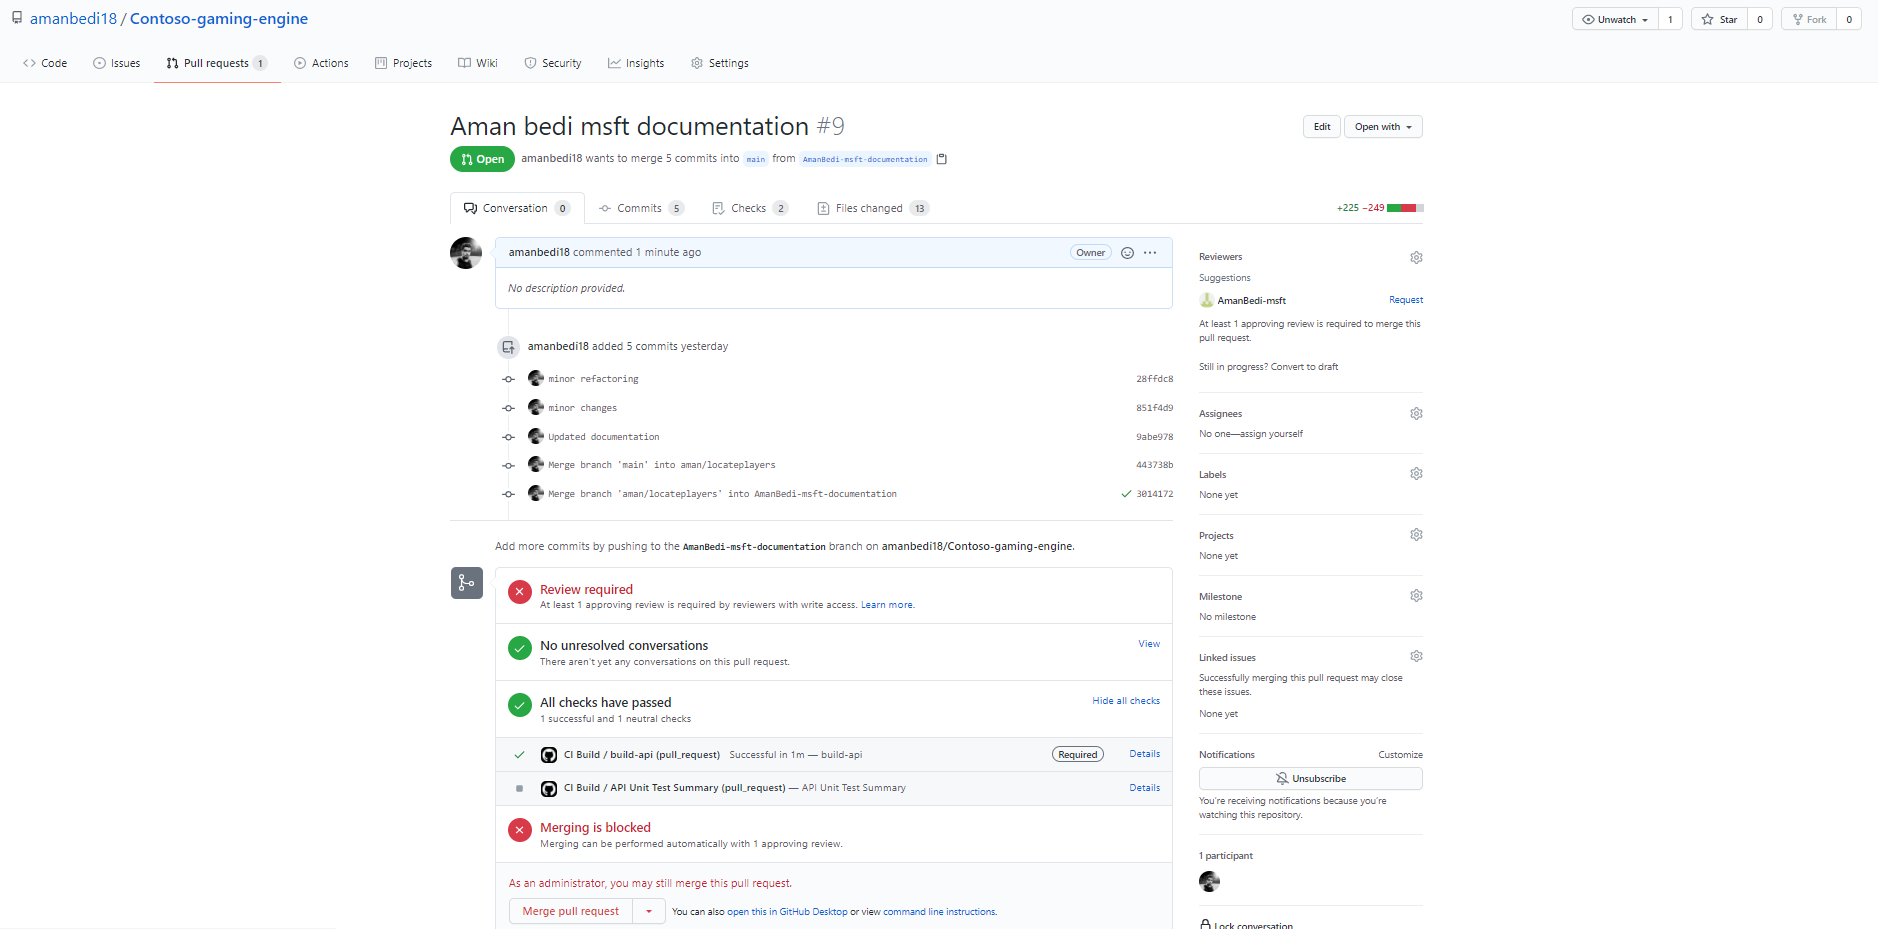 amanbedi18 / Contoso-gaming-engine
Unwatch 1
Star 0
Fork 0
Code
Issues
Pull requests 1
Actions
Projects
Wiki
Security
Insights
Settings
Aman bedi msft documentation #9
Edit
Open with
Open
amanbedi18 wants to merge 5 commits into main from AmanBedi-msft-documentation
Conversation 0
Commits 5
Checks 2
Files changed 13
+225 −249
amanbedi18 commented 1 minute ago
Owner
No description provided.
amanbedi18 added 5 commits yesterday
minor refactoring 28ffdc8
minor changes 851f4d9
Updated documentation 9abe978
Merge branch 'main' into aman/locateplayers 443738b
Merge branch 'aman/locateplayers' into AmanBedi-msft-documentation 3014172
Add more commits by pushing to the AmanBedi-msft-documentation branch on amanbedi18/Contoso-gaming-engine.
Review required
At least 1 approving review is required by reviewers with write access. Learn more.
No unresolved conversations
View
There aren't yet any conversations on this pull request.
All checks have passed
Hide all checks
1 successful and 1 neutral checks
CI Build / build-api (pull_request) Successful in 1m — build-api Required Details
CI Build / API Unit Test Summary (pull_request) — API Unit Test Summary Details
Merging is blocked
Merging can be performed automatically with 1 approving review.
As an administrator, you may still merge this pull request.
Merge pull request
You can also open this in GitHub Desktop or view command line instructions.
Reviewers
Suggestions
AmanBedi-msft Request
At least 1 approving review is required to merge this
pull request.
Still in progress? Convert to draft
Assignees
No one—assign yourself
Labels
None yet
Projects
None yet
Milestone
No milestone
Linked issues
Successfully merging this pull request may close
these issues.
None yet
Notifications Customize
Unsubscribe
You're receiving notifications because you're
watching this repository.
1 participant
Lock conversation